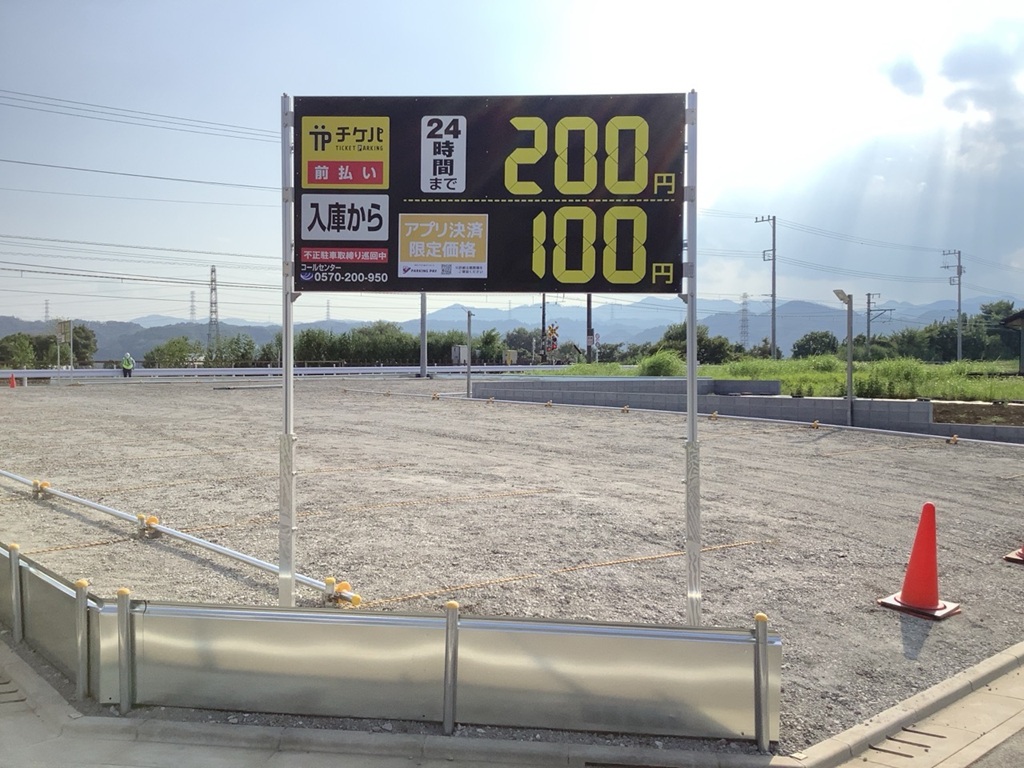 チケパ
TICKET PARKING
前払い
24
時
間
まで
200円
入庫から
アプリ決済
限定価格
PARKING PAY
100円
不正駐車取締り巡回中
コールセンター
0570-200-950